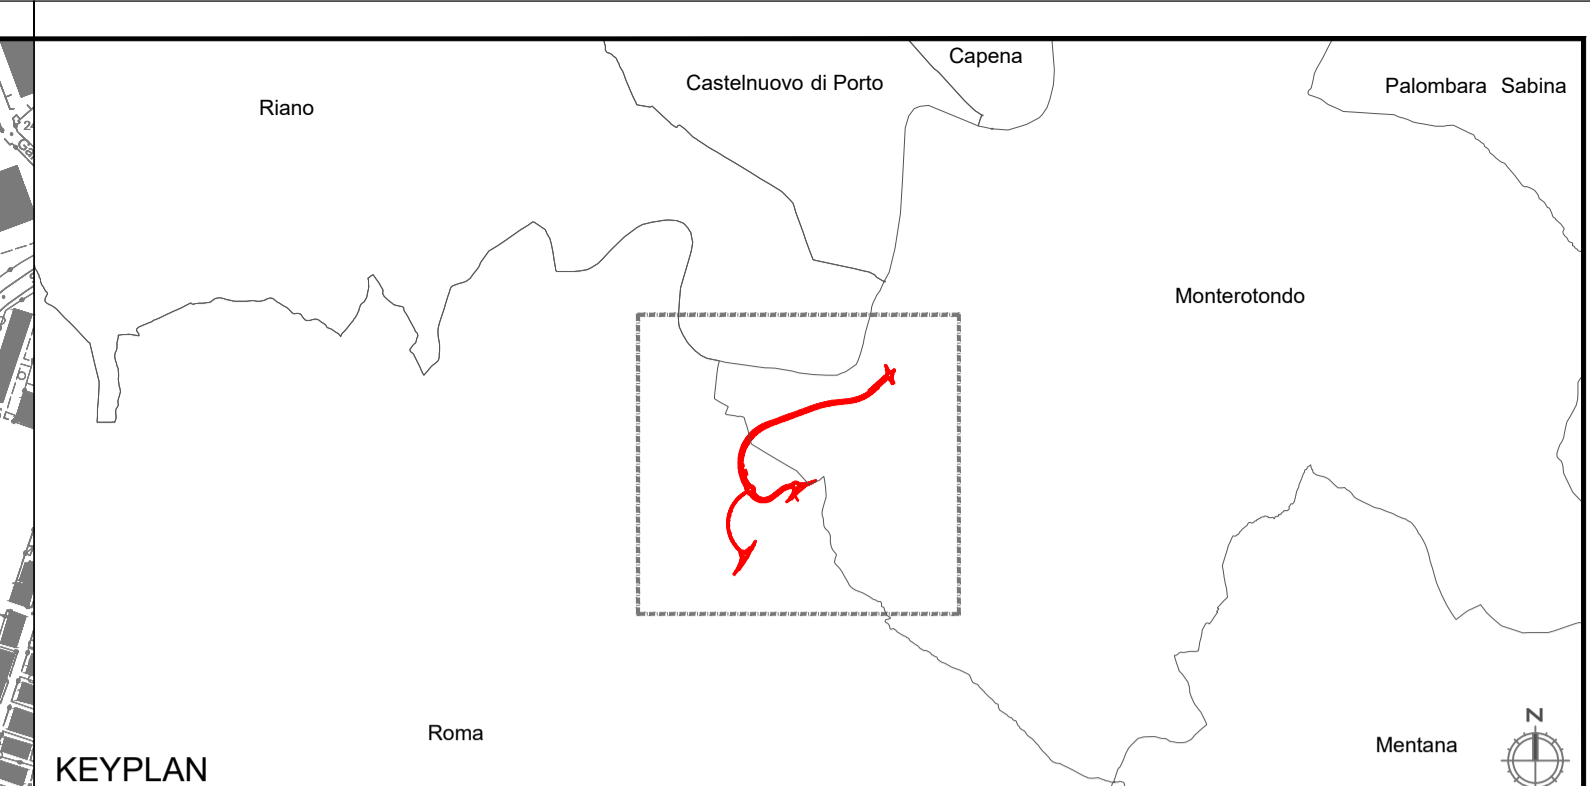 Capena
Castelnuovo di Porto
Palombara Sabina
Riano
Monterotondo
Roma
Mentana
N
KEYPLAN